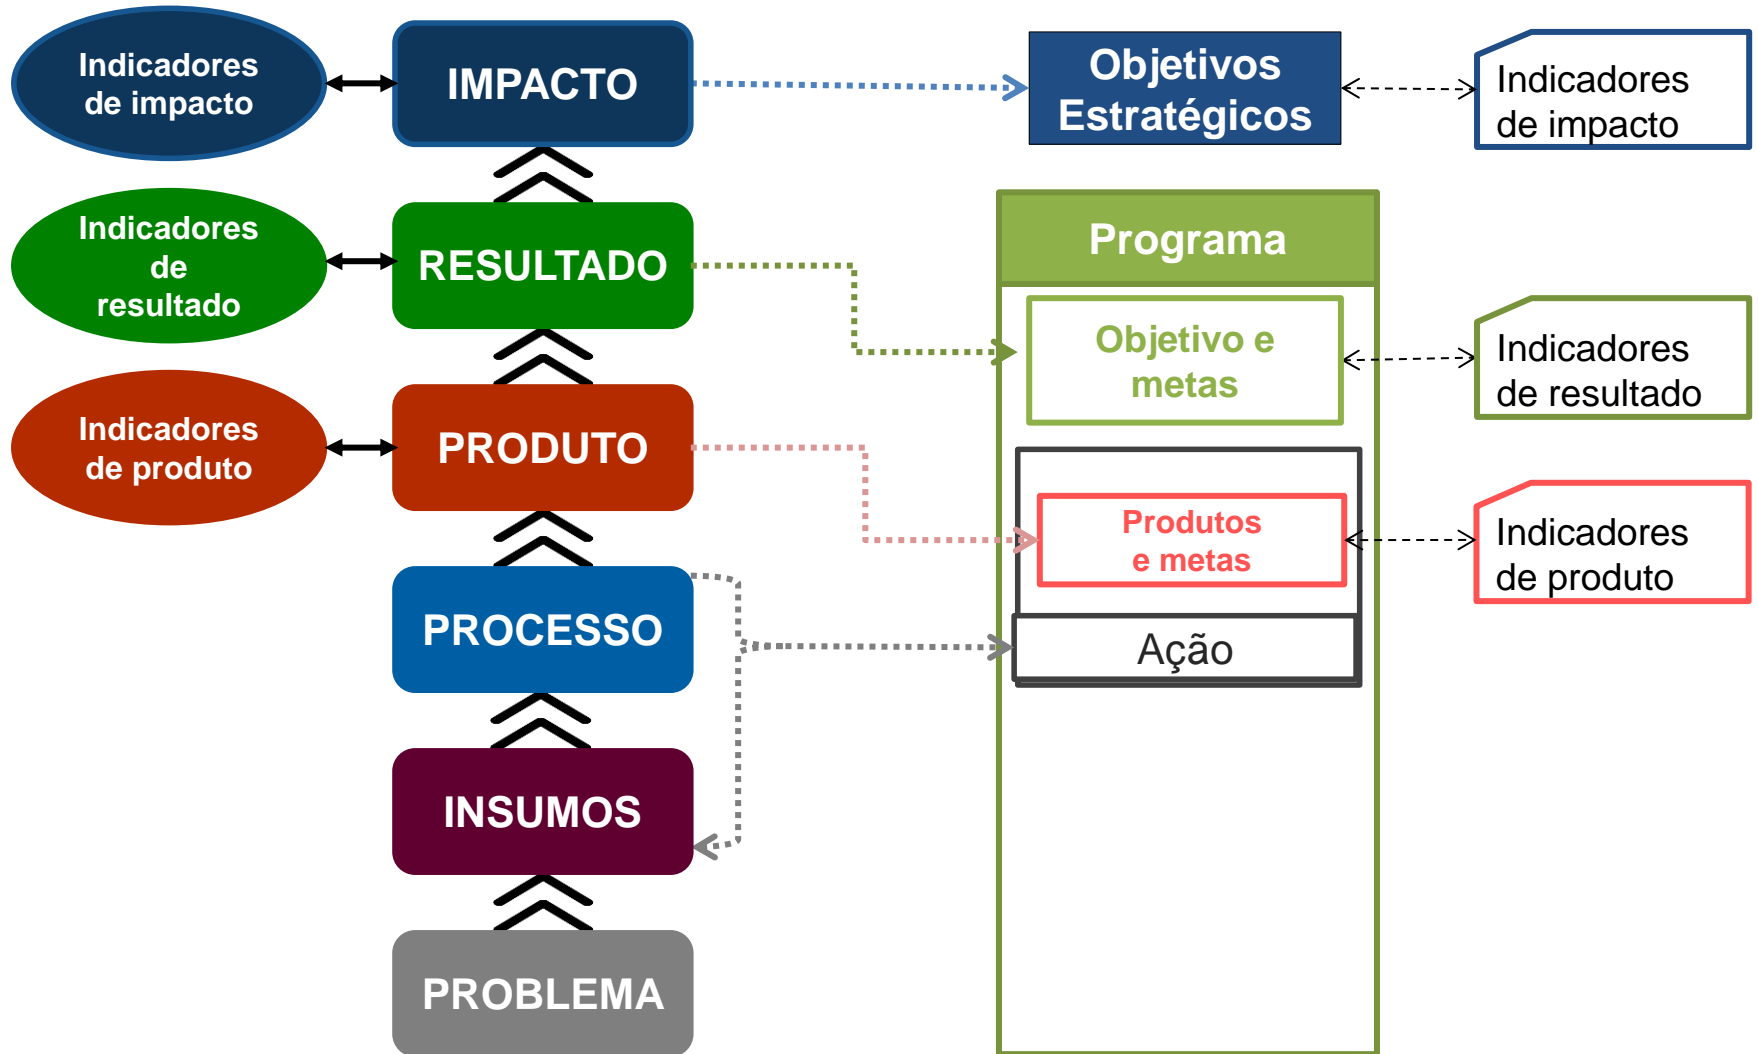 Indicadores
de impacto
IMPACTO
Objetivos
Estratégicos
Indicadores
de impacto
Indicadores
de
resultado
RESULTADO
Programa
Objetivo e
metas
Indicadores
de resultado
Indicadores
de produto
PRODUTO
Produtos
e metas
Indicadores
de produto
PROCESSO
Ação
INSUMOS
PROBLEMA